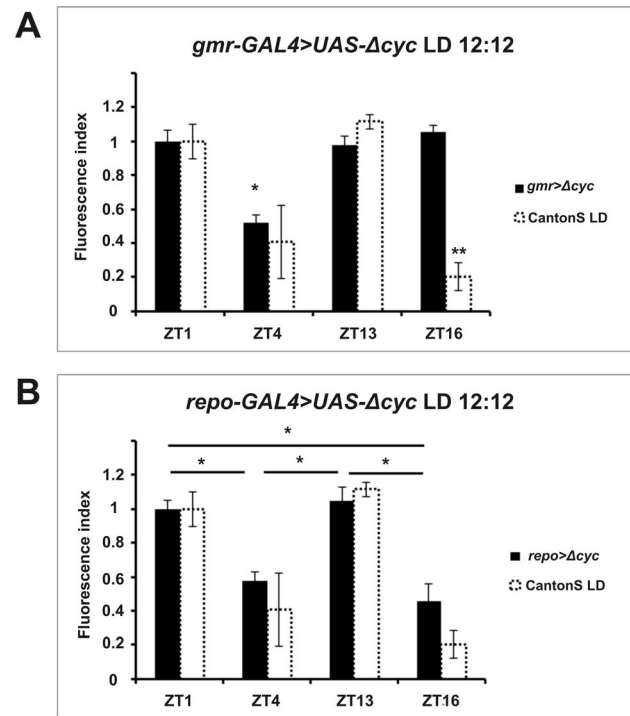 A
gmr-GAL4>UAS-Δcyc LD 12:12
Fluorescence index
1.2
1
0.8
0.6
0.4
0.2
0
*
**
ZT1 ZT4 ZT13 ZT16
gmr>Δcyc
CantonS LD
B
repo-GAL4>UAS-Δcyc LD 12:12
Fluorescence index
*
* * *
1.2
1
0.8
0.6
0.4
0.2
0
ZT1 ZT4 ZT13 ZT16
repo>Δcyc
CantonS LD